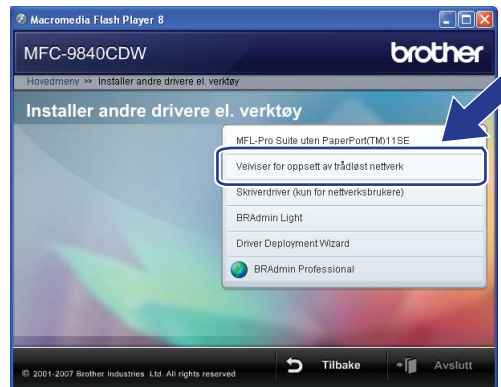 Macromedia Flash Player 8
MFC-9840CDW
brother
Hovedmeny >> Installer andre drivere el. verktøy
Installer andre drivere el. verktøy
MFL-Pro Suite uten PaperPort(TM)11SE
Veiviser for oppsett av trådløst nettverk
Skriverdriver (kun for nettverksbrukere)
BRAdmin Light
Driver Deployment Wizard
BRAdmin Professional
© 2001-2007 Brother Industries Ltd. All rights reserved
Tilbake
Avslutt